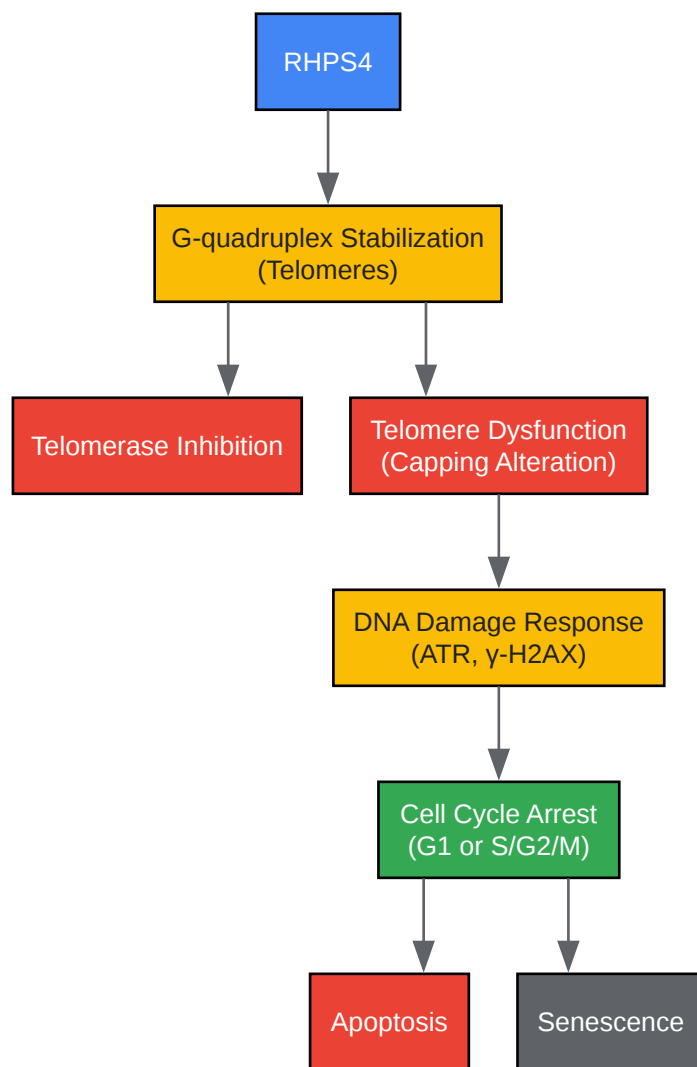 RHPS4
G-quadruplex Stabilization
(Telomeres)
Telomerase Inhibition
Telomere Dysfunction
(Capping Alteration)
DNA Damage Response
(ATR, γ-H2AX)
Cell Cycle Arrest
(G1 or S/G2/M)
Apoptosis
Senescence